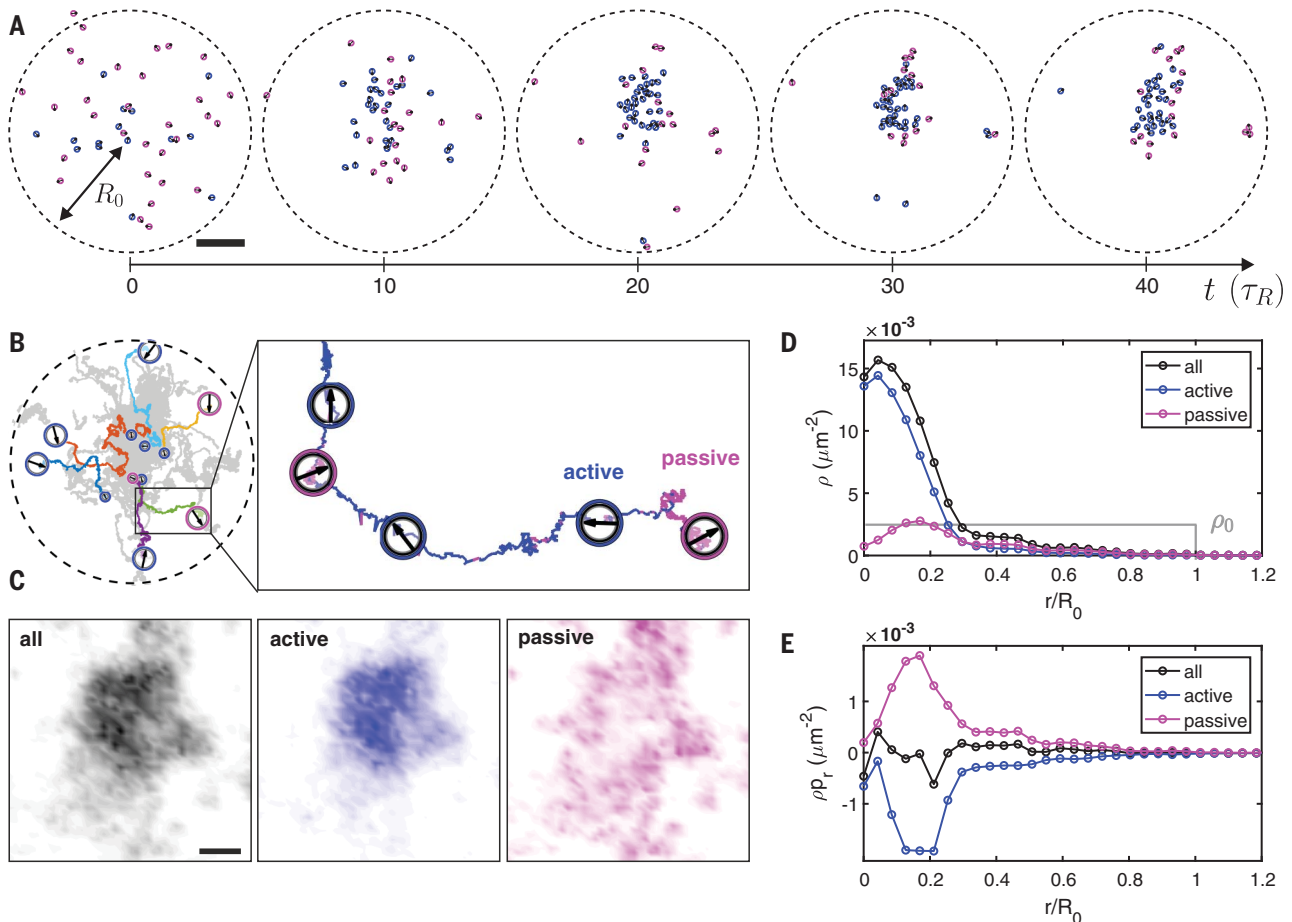 A
R₀
0 10 20 30 40
t (τ_R)
B
active
passive
C
all
active
passive
D
× 10⁻³
15
10
5
0
ρ (μm⁻²)
all
active
passive
ρ₀
0 0.2 0.4 0.6 0.8 1 1.2
r/R₀
E
× 10⁻³
1
0
-1
ρp_r (μm⁻²)
all
active
passive
0 0.2 0.4 0.6 0.8 1 1.2
r/R₀